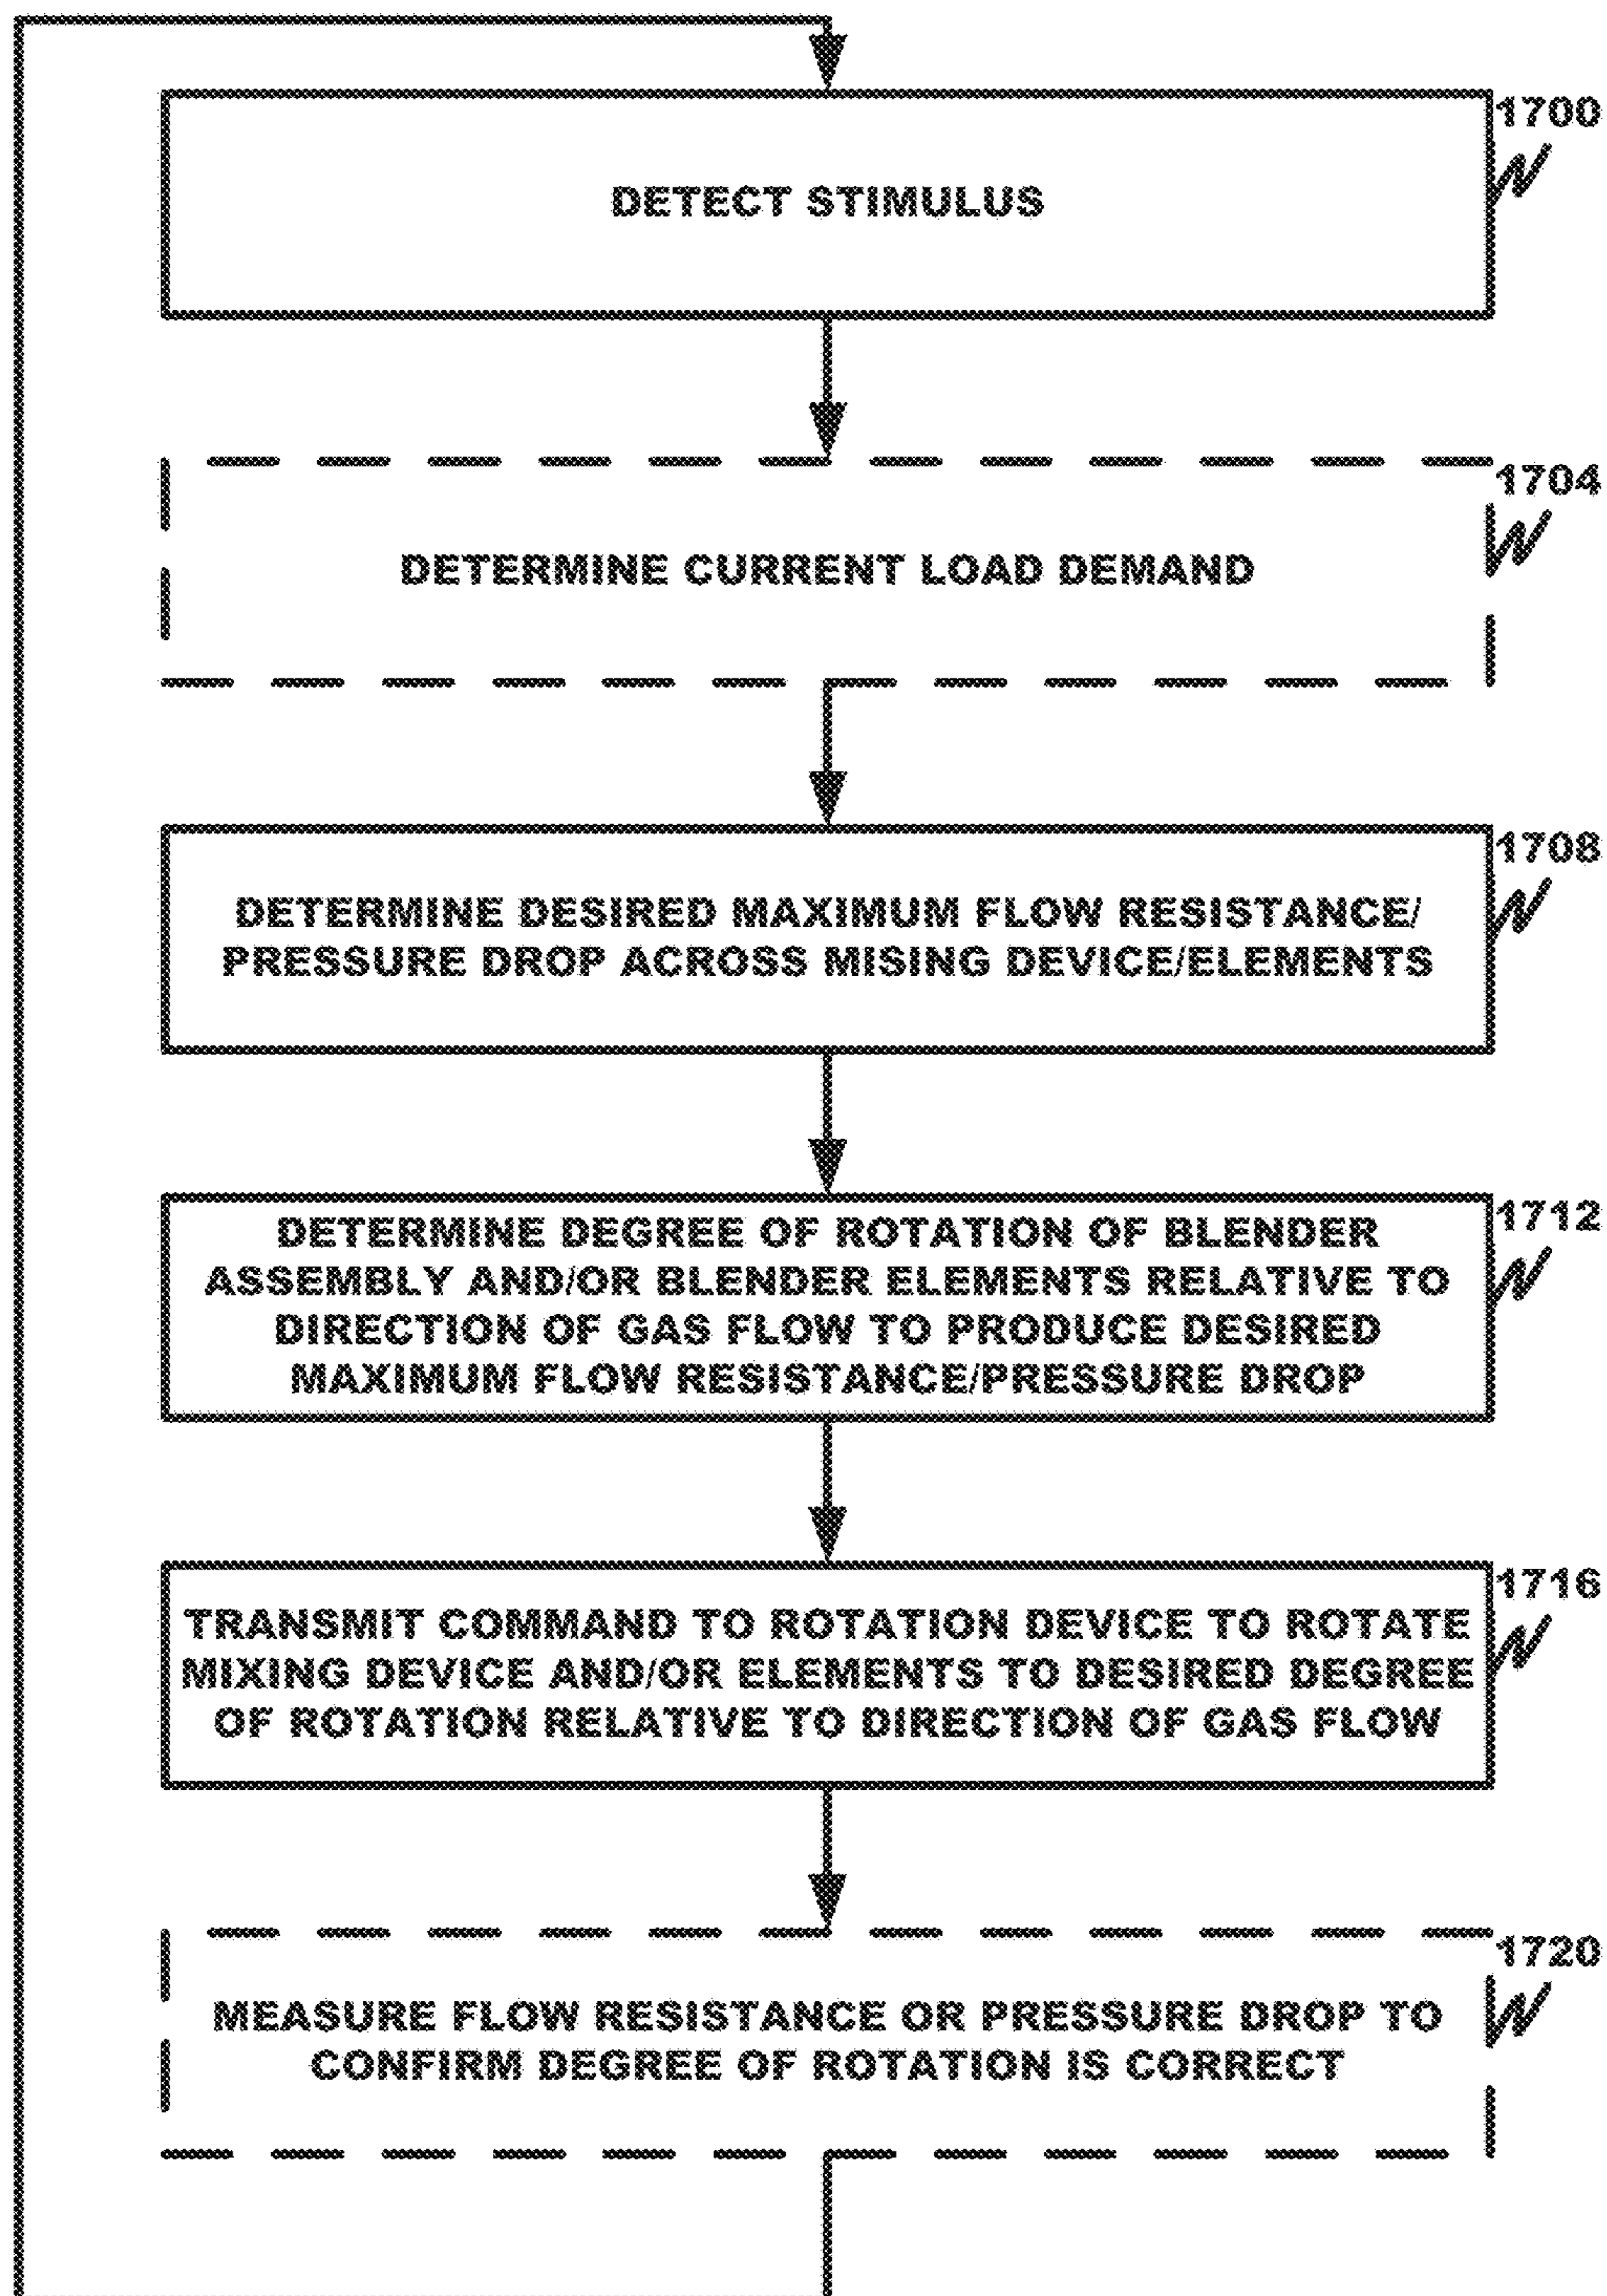 1700
DETECT STIMULUS
1704
DETERMINE CURRENT LOAD DEMAND
1708
DETERMINE DESIRED MAXIMUM FLOW RESISTANCE/
PRESSURE DROP ACROSS MISING DEVICE/ELEMENTS
1712
DETERMINE DEGREE OF ROTATION OF BLENDER
ASSEMBLY AND/OR BLENDER ELEMENTS RELATIVE TO
DIRECTION OF GAS FLOW TO PRODUCE DESIRED
MAXIMUM FLOW RESISTANCE/PRESSURE DROP
1716
TRANSMIT COMMAND TO ROTATION DEVICE TO ROTATE
MIXING DEVICE AND/OR ELEMENTS TO DESIRED DEGREE
OF ROTATION RELATIVE TO DIRECTION OF GAS FLOW
1720
MEASURE FLOW RESISTANCE OR PRESSURE DROP TO
CONFIRM DEGREE OF ROTATION IS CORRECT